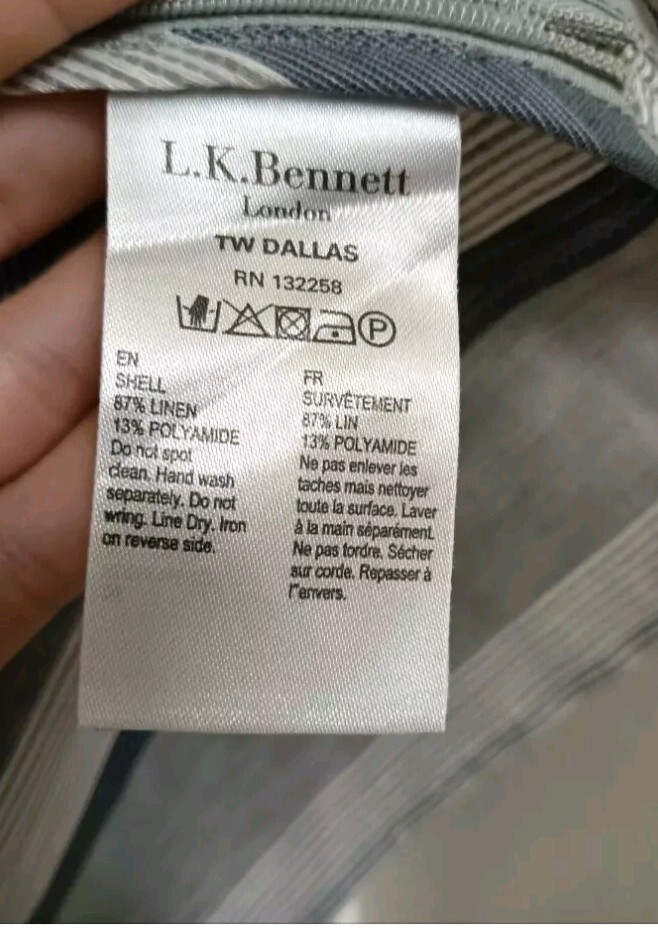 L.K.Bennett
London
TW DALLAS
RN 132258
P
EN
SHELL
87% LINEN
13% POLYAMIDE
Do not spot
clean. Hand wash
separately. Do not
wring. Line Dry. Iron
on reverse side.
FR
SURVÊTEMENT
87% LIN
13% POLYAMIDE
Ne pas enlever les
taches mais nettoyer
toute la surface. Laver
à la main séparément.
Ne pas tordre. Sécher
sur corde. Repasser à
l'envers.